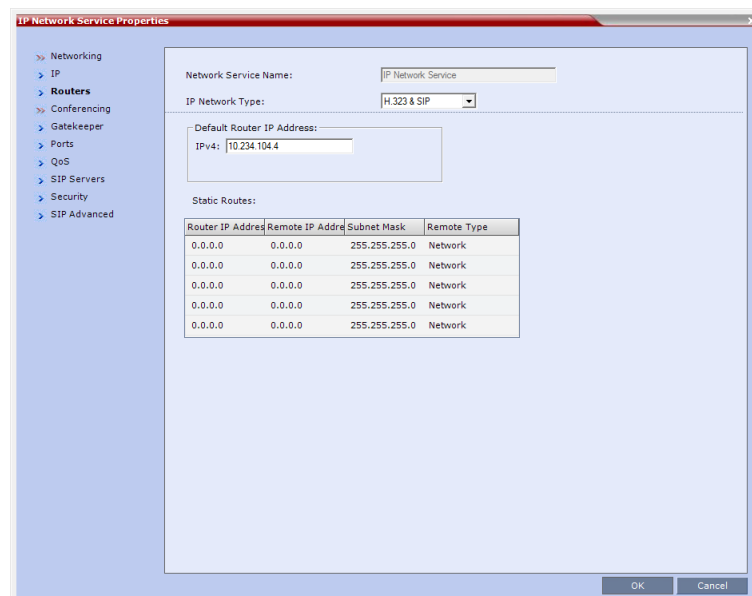 IP Network Service Properties
Networking
IP
Routers
Conferencing
Gatekeeper
Ports
QoS
SIP Servers
Security
SIP Advanced
Network Service Name: IP Network Service
IP Network Type: H.323 & SIP
Default Router IP Address:
IPv4: 10.234.104.4
Static Routes:
Router IP Addres Remote IP Addre Subnet Mask Remote Type
0.0.0.0 0.0.0.0 255.255.255.0 Network
0.0.0.0 0.0.0.0 255.255.255.0 Network
0.0.0.0 0.0.0.0 255.255.255.0 Network
0.0.0.0 0.0.0.0 255.255.255.0 Network
0.0.0.0 0.0.0.0 255.255.255.0 Network
OK Cancel